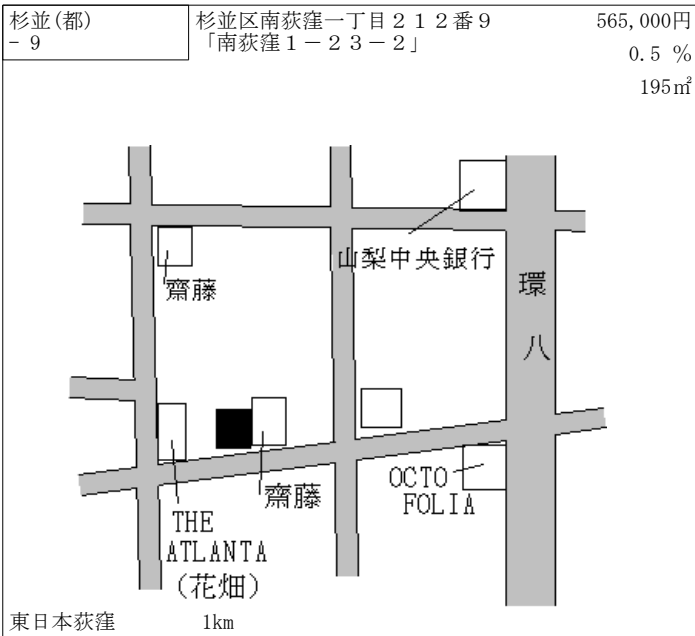 杉並(都)
- 9
杉並区南荻窪一丁目２１２番９
「南荻窪１－２３－２」
565,000円
0.5 %
195㎡
山梨中央銀行
齋藤
環
八
OCTO
FOLIA
齋藤
THE
ATLANTA
(花畑)
東日本荻窪 1km